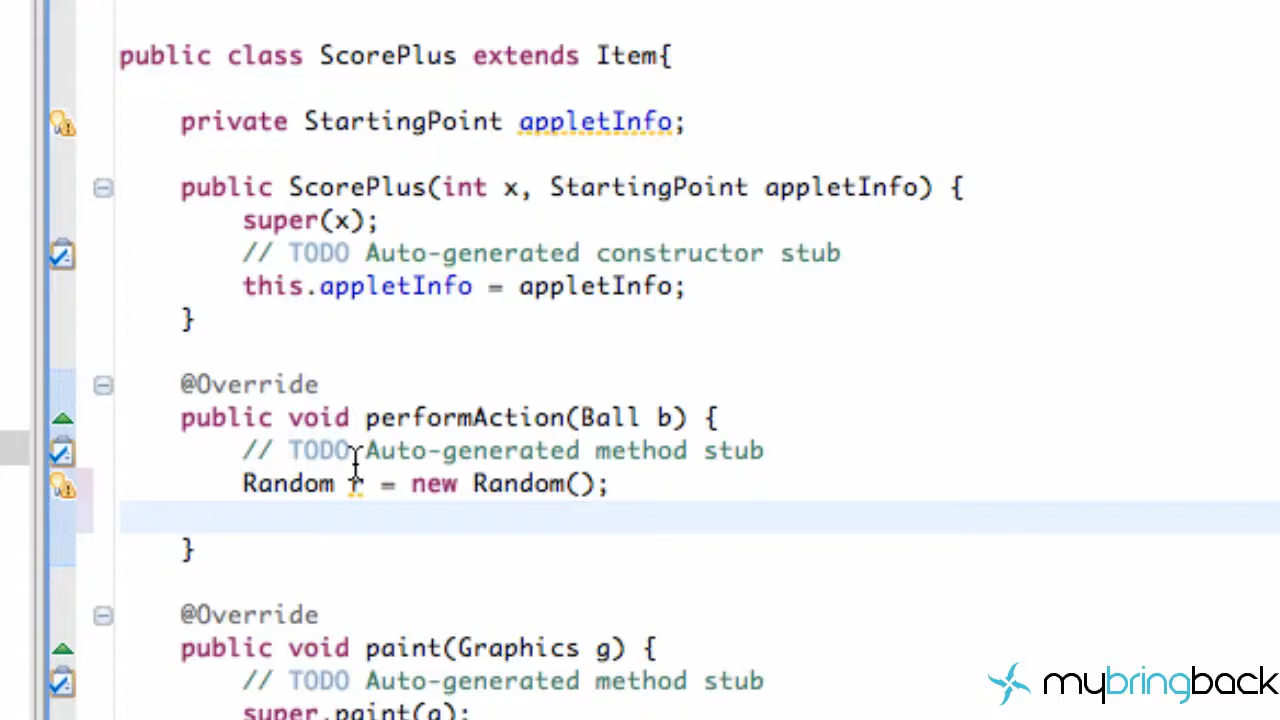 public class ScorePlus extends Item{
private StartingPoint appletInfo;
public ScorePlus(int x, StartingPoint appletInfo) {
super(x);
// TODO Auto-generated constructor stub
this.appletInfo = appletInfo;
}
@Override
public void performAction(Ball b) {
// TODO Auto-generated method stub
Random r = new Random();
}
@Override
public void paint(Graphics g) {
// TODO Auto-generated method stub
super.paint(g);
mybringback